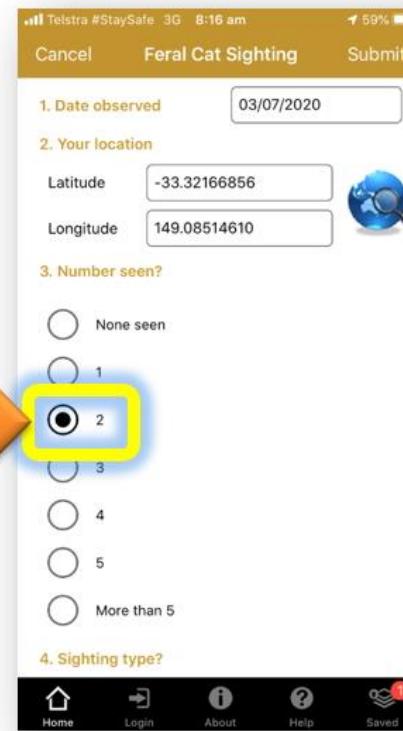 Telstra #StaySafe 3G 8:16 am 59%
Cancel Feral Cat Sighting Submit
1. Date observed 03/07/2020
2. Your location
Latitude -33.32166856
Longitude 149.08514610
3. Number seen?
None seen
1
2
3
4
5
More than 5
4. Sighting type?
1
Home Login About Help Saved